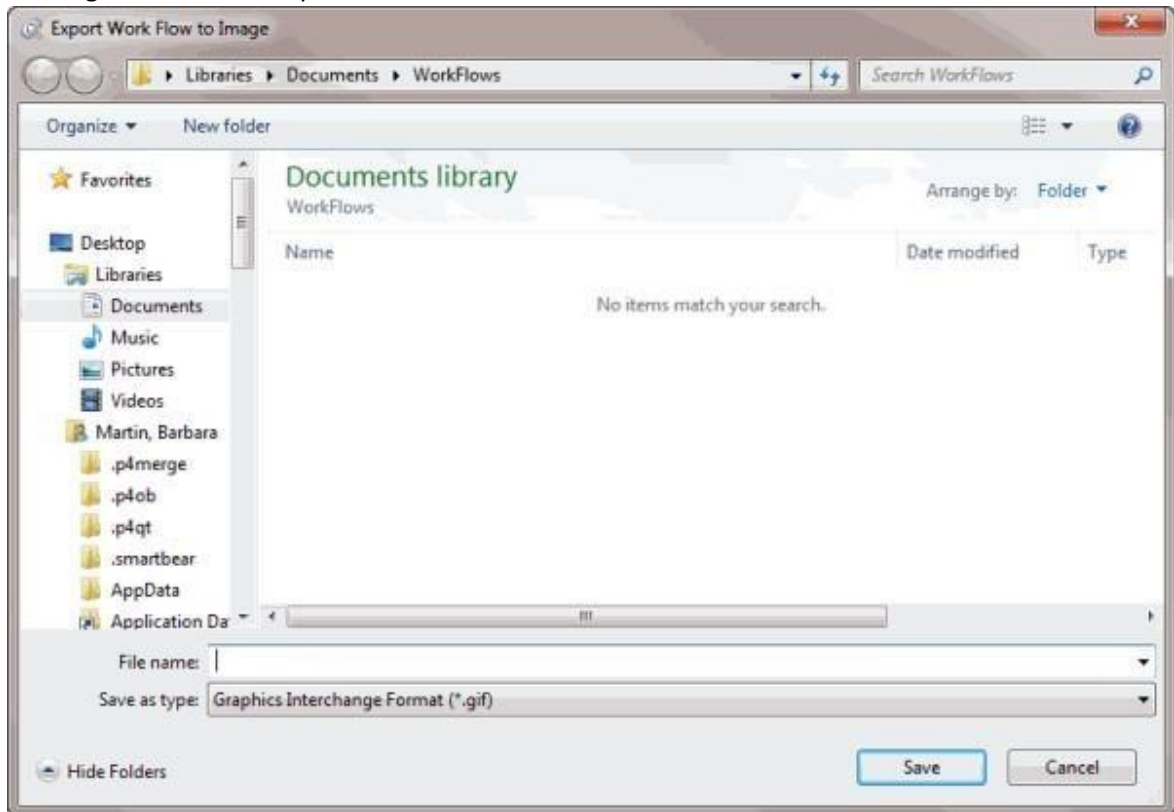 Export Work Flow to Image
Libraries Documents WorkFlows Search WorkFlows
Organize New folder
Favorites
Desktop
Libraries
Documents
Music
Pictures
Videos
Martin, Barbara
.p4merge
.p4ob
.p4qt
.smartbear
AppData
Application Da
Documents library
WorkFlows
Arrange by: Folder
Name Date modified Type
No items match your search.
File name:
Save as type: Graphics Interchange Format (*.gif)
Hide Folders Save Cancel